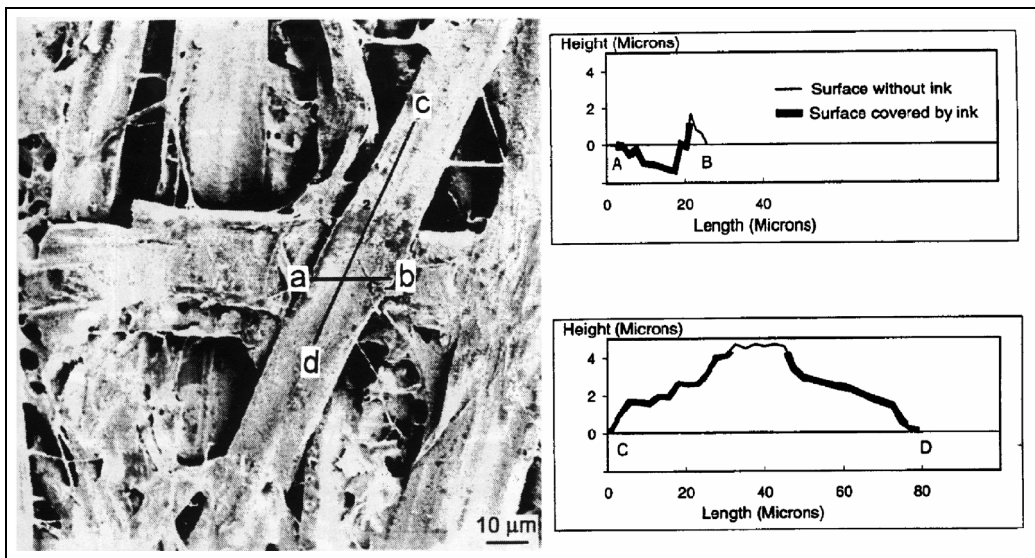 c
a
b
d
10 μm
Height (Microns)
4
2
0
A
B
Surface without ink
Surface covered by ink
0
20
40
Length (Microns)
Height (Microns)
4
2
0
C
D
0
20
40
60
80
Length (Microns)